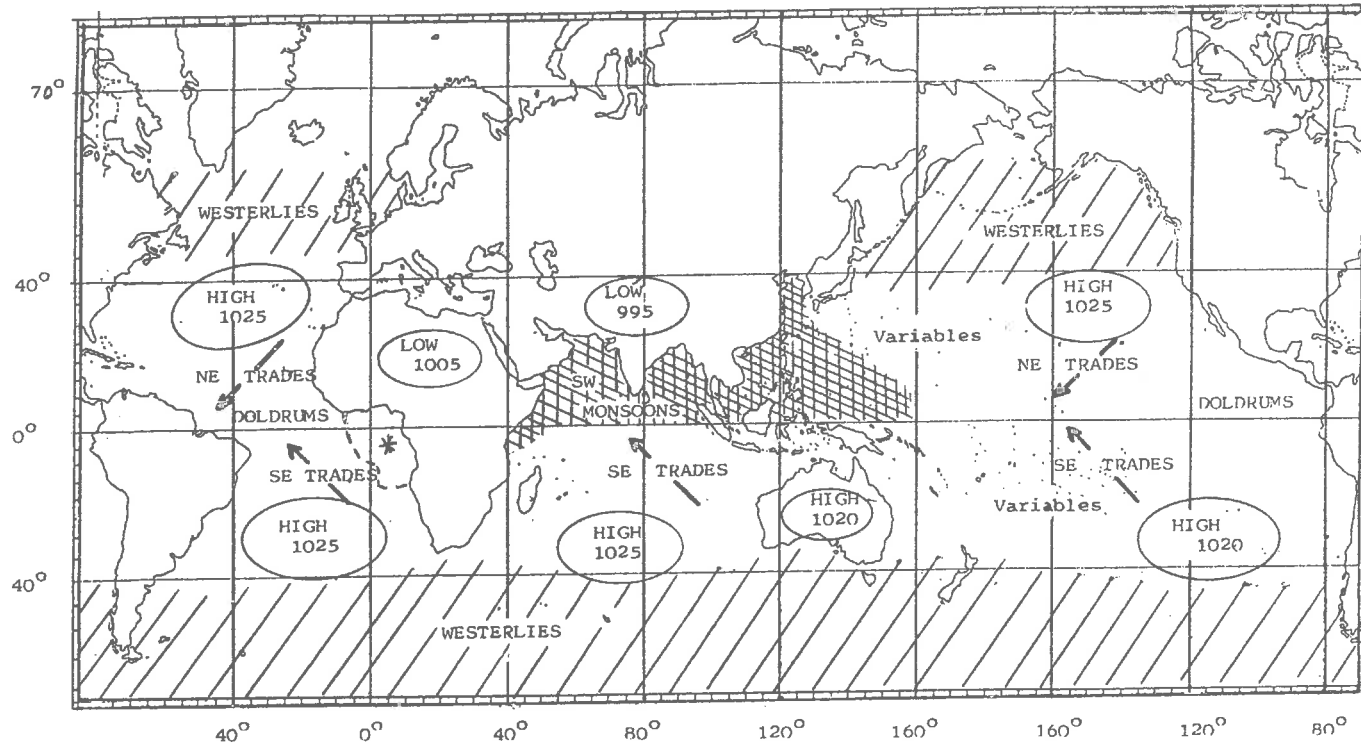 70°
WESTERLIES
WESTERLIES
40°
HIGH
1025
LOW
995
HIGH
1025
LOW
1005
Variables
NE TRADES
SW
MONSOONS
NE TRADES
DOLDRUMS
DOLDRUMS
0°
*
SE TRADES
SE TRADES
SE TRADES
Variables
HIGH
1025
HIGH
1025
HIGH
1020
HIGH
1020
40°
WESTERLIES
40° 0° 40° 80° 120° 160° 160° 120° 80°